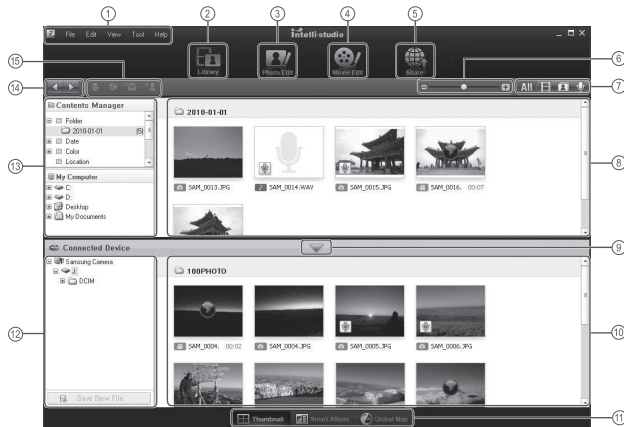 1
2
3
4
5
15
6
14
7
File Edit View Tool Help
intelli-studio
Library
Photo Edit
Movie Edit
Share
All
Contents Manager
Folder
2010-01-01 (5)
Date
Color
Location
13
My Computer
C:
D:
Desktop
My Documents
2010-01-01
SAM_0013.JPG
SAM_0014.WAV
SAM_0015.JPG
SAM_0016. 00:07
8
Connected Device
9
Samsung Camera
J:
DCIM
12
Save New File
100PHOTO
SAM_0004. 00:02
SAM_0004.JPG
SAM_0005.JPG
SAM_0006.JPG
10
Thumbnail
Smart Album
Global Map
11